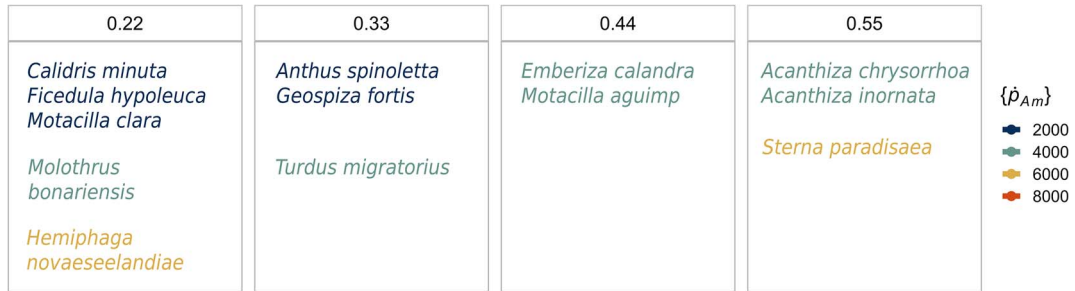 0.22
Calidris minuta
Ficedula hypoleuca
Motacilla clara
Molothrus
bonariensis
Hemiphaga
novaeseelandiae
0.33
Anthus spinoletta
Geospiza fortis
Turdus migratorius
0.44
Emberiza calandra
Motacilla aguimp
0.55
Acanthiza chrysorrhoa
Acanthiza inornata
Sterna paradisaea
{ṗ_Am}
2000
4000
6000
8000